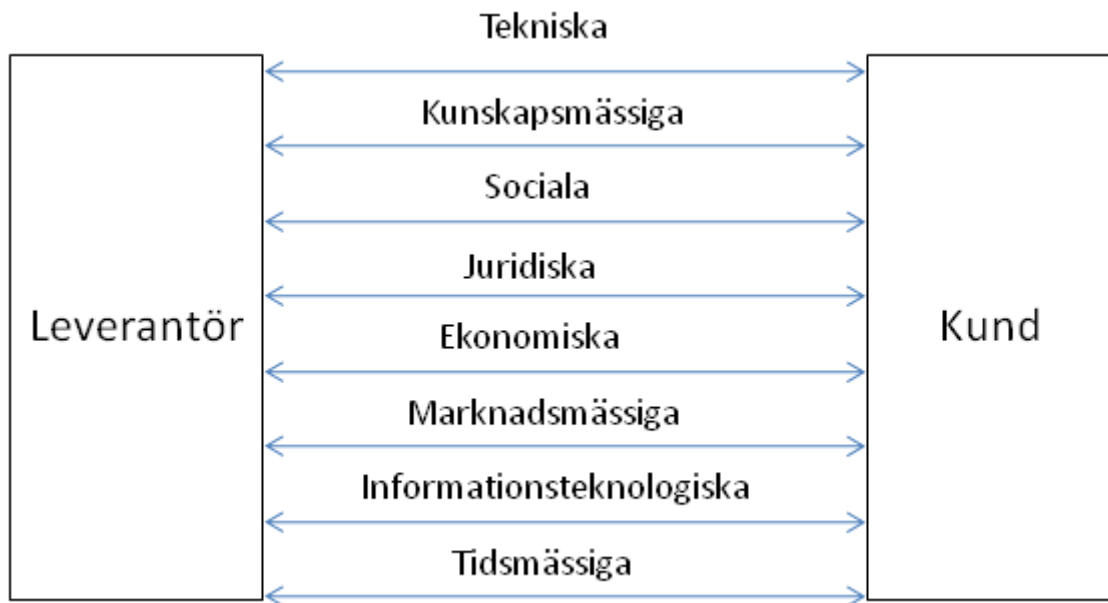 Tekniska
Kunskapsmässiga
Sociala
Juridiska
Leverantör
Ekonomiska
Kund
Marknadsmässiga
Informationsteknologiska
Tidsmässiga